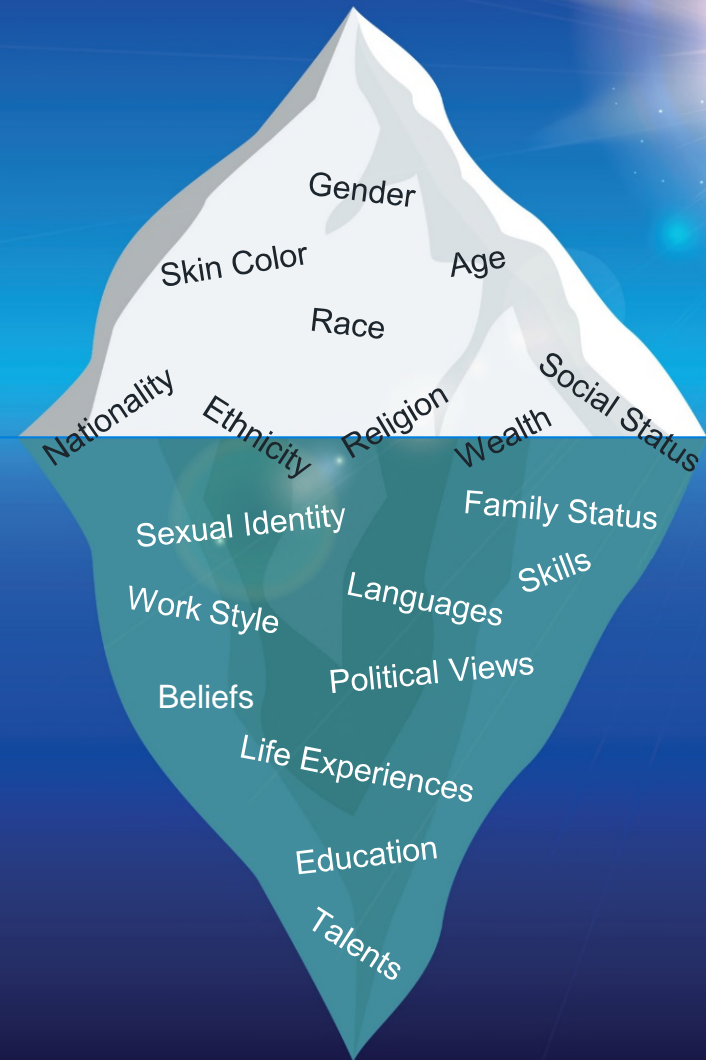 Gender
Skin Color
Age
Race
Nationality
Ethnicity
Religion
Wealth
Social Status
Sexual Identity
Family Status
Work Style
Languages
Skills
Beliefs
Political Views
Life Experiences
Education
Talents